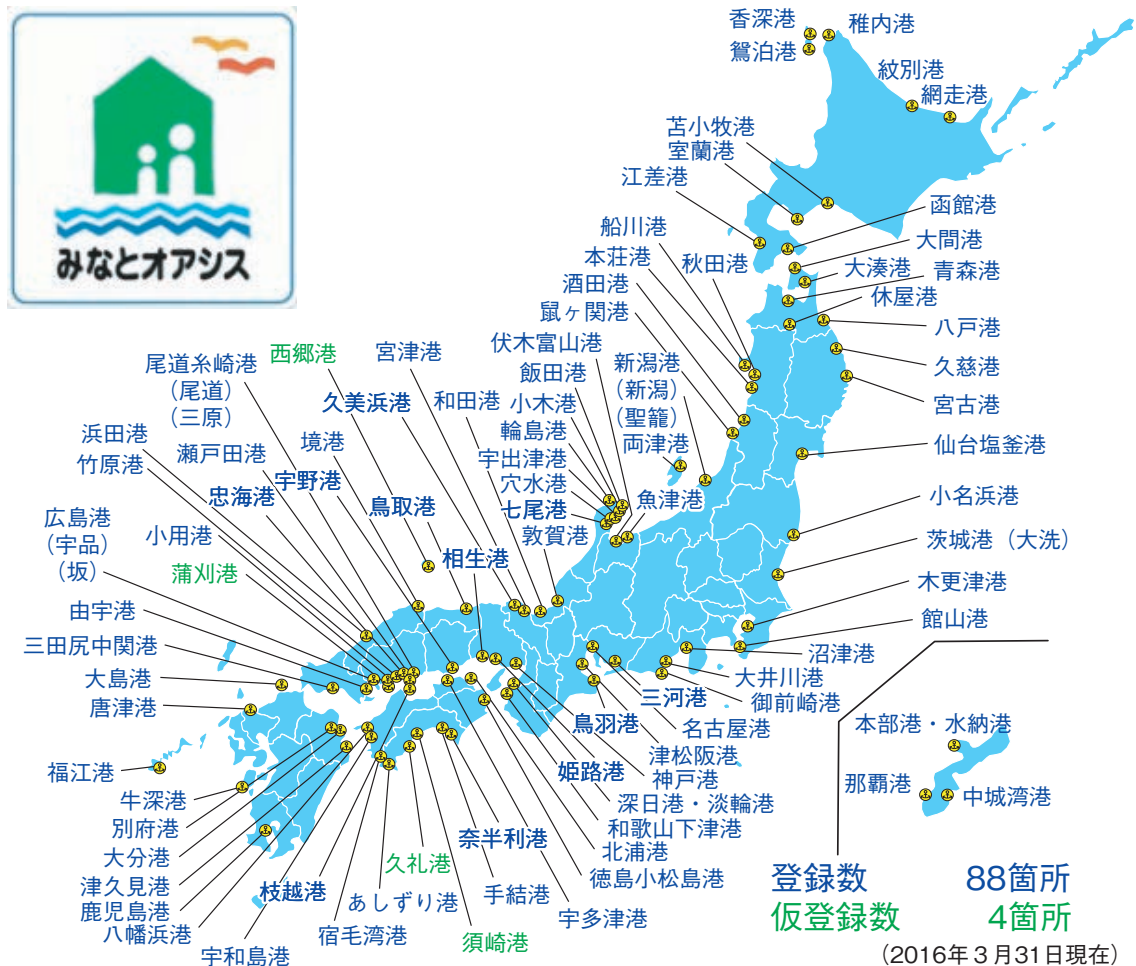 みなとオアシス
香深港
稚内港
鴛泊港
紋別港
網走港
苫小牧港
室蘭港
江差港
函館港
船川港
大間港
本荘港
秋田港
大湊港
青森港
酒田港
休屋港
鼠ヶ関港
八戸港
久慈港
宮古港
仙台塩釜港
小名浜港
茨城港（大洗）
木更津港
館山港
沼津港
大井川港
御前崎港
三河港
名古屋港
鳥羽港
津松阪港
神戸港
姫路港
深日港・淡輪港
和歌山下津港
北浦港
徳島小松島港
奈半利港
宇多津港
手結港
須崎港
久礼港
あしずり港
宿毛湾港
枝越港
宇和島港
八幡浜港
鹿児島港
津久見港
大分港
別府港
牛深港
福江港
唐津港
大島港
三田尻中関港
由宇港
蒲刈港
広島港
（宇品）
（坂）
小用港
忠海港
竹原港
浜田港
瀬戸田港
尾道糸崎港
（尾道）
（三原）
宇野港
境港
西郷港
鳥取港
久美浜港
相生港
宮津港
和田港
敦賀港
伏木富山港
飯田港
小木港
輪島港
宇出津港
穴水港
七尾港
魚津港
新潟港
（新潟）
（聖籠）
両津港
本部港・水納港
那覇港
中城湾港
登録数 88箇所
仮登録数 4箇所
（2016年３月31日現在）